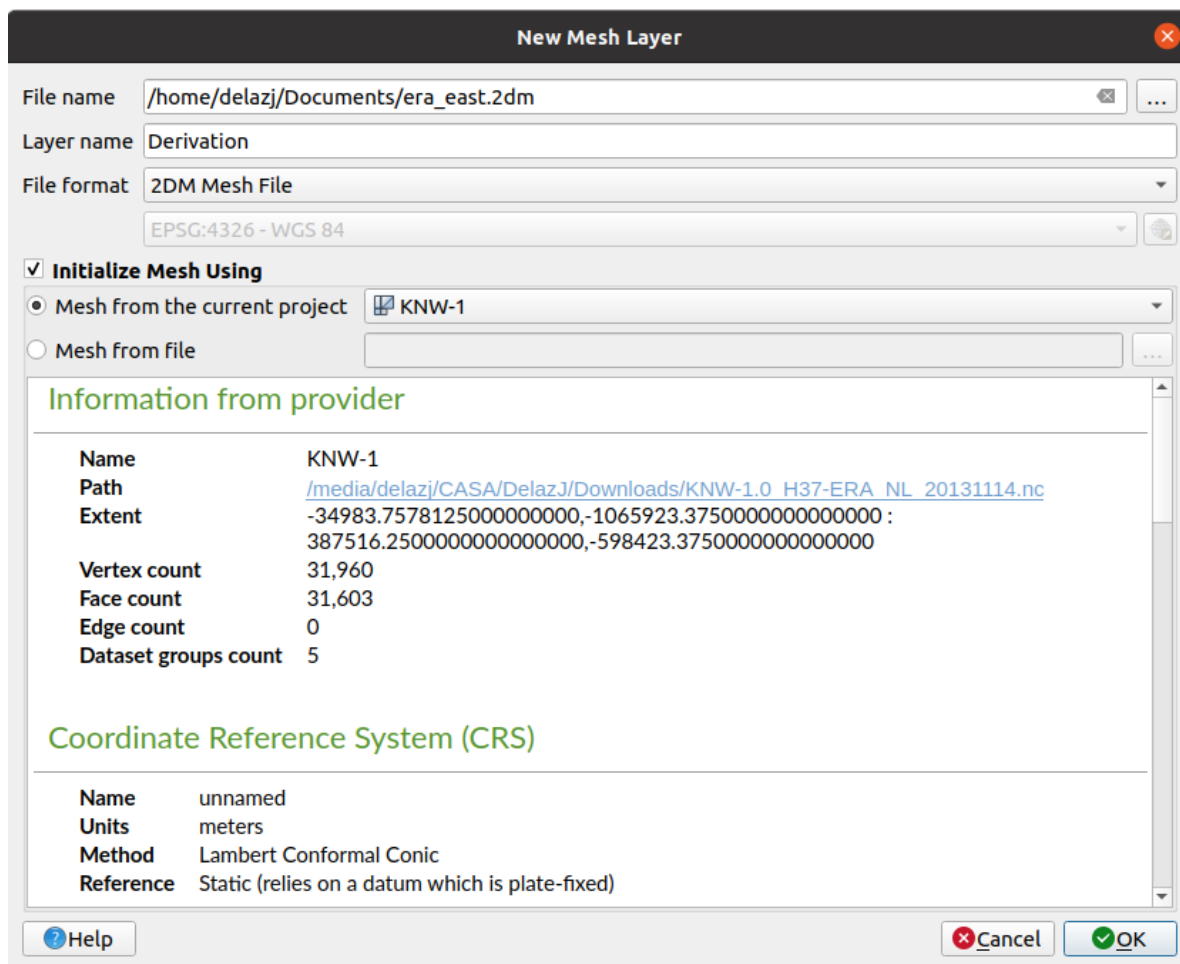 New Mesh Layer
File name /home/delazj/Documents/era_east.2dm ...
Layer name Derivation
File format 2DM Mesh File
EPSG:4326 - WGS 84
Initialize Mesh Using
Mesh from the current project KNW-1
Mesh from file ...
Information from provider
Name KNW-1
Path /media/delazj/CASA/DelazJ/Downloads/KNW-1.0_H37-ERA_NL_20131114.nc
Extent -34983.7578125000000000,-1065923.3750000000000000 :
387516.2500000000000000,-598423.3750000000000000
Vertex count 31,960
Face count 31,603
Edge count 0
Dataset groups count 5
Coordinate Reference System (CRS)
Name unnamed
Units meters
Method Lambert Conformal Conic
Reference Static (relies on a datum which is plate-fixed)
Help Cancel OK